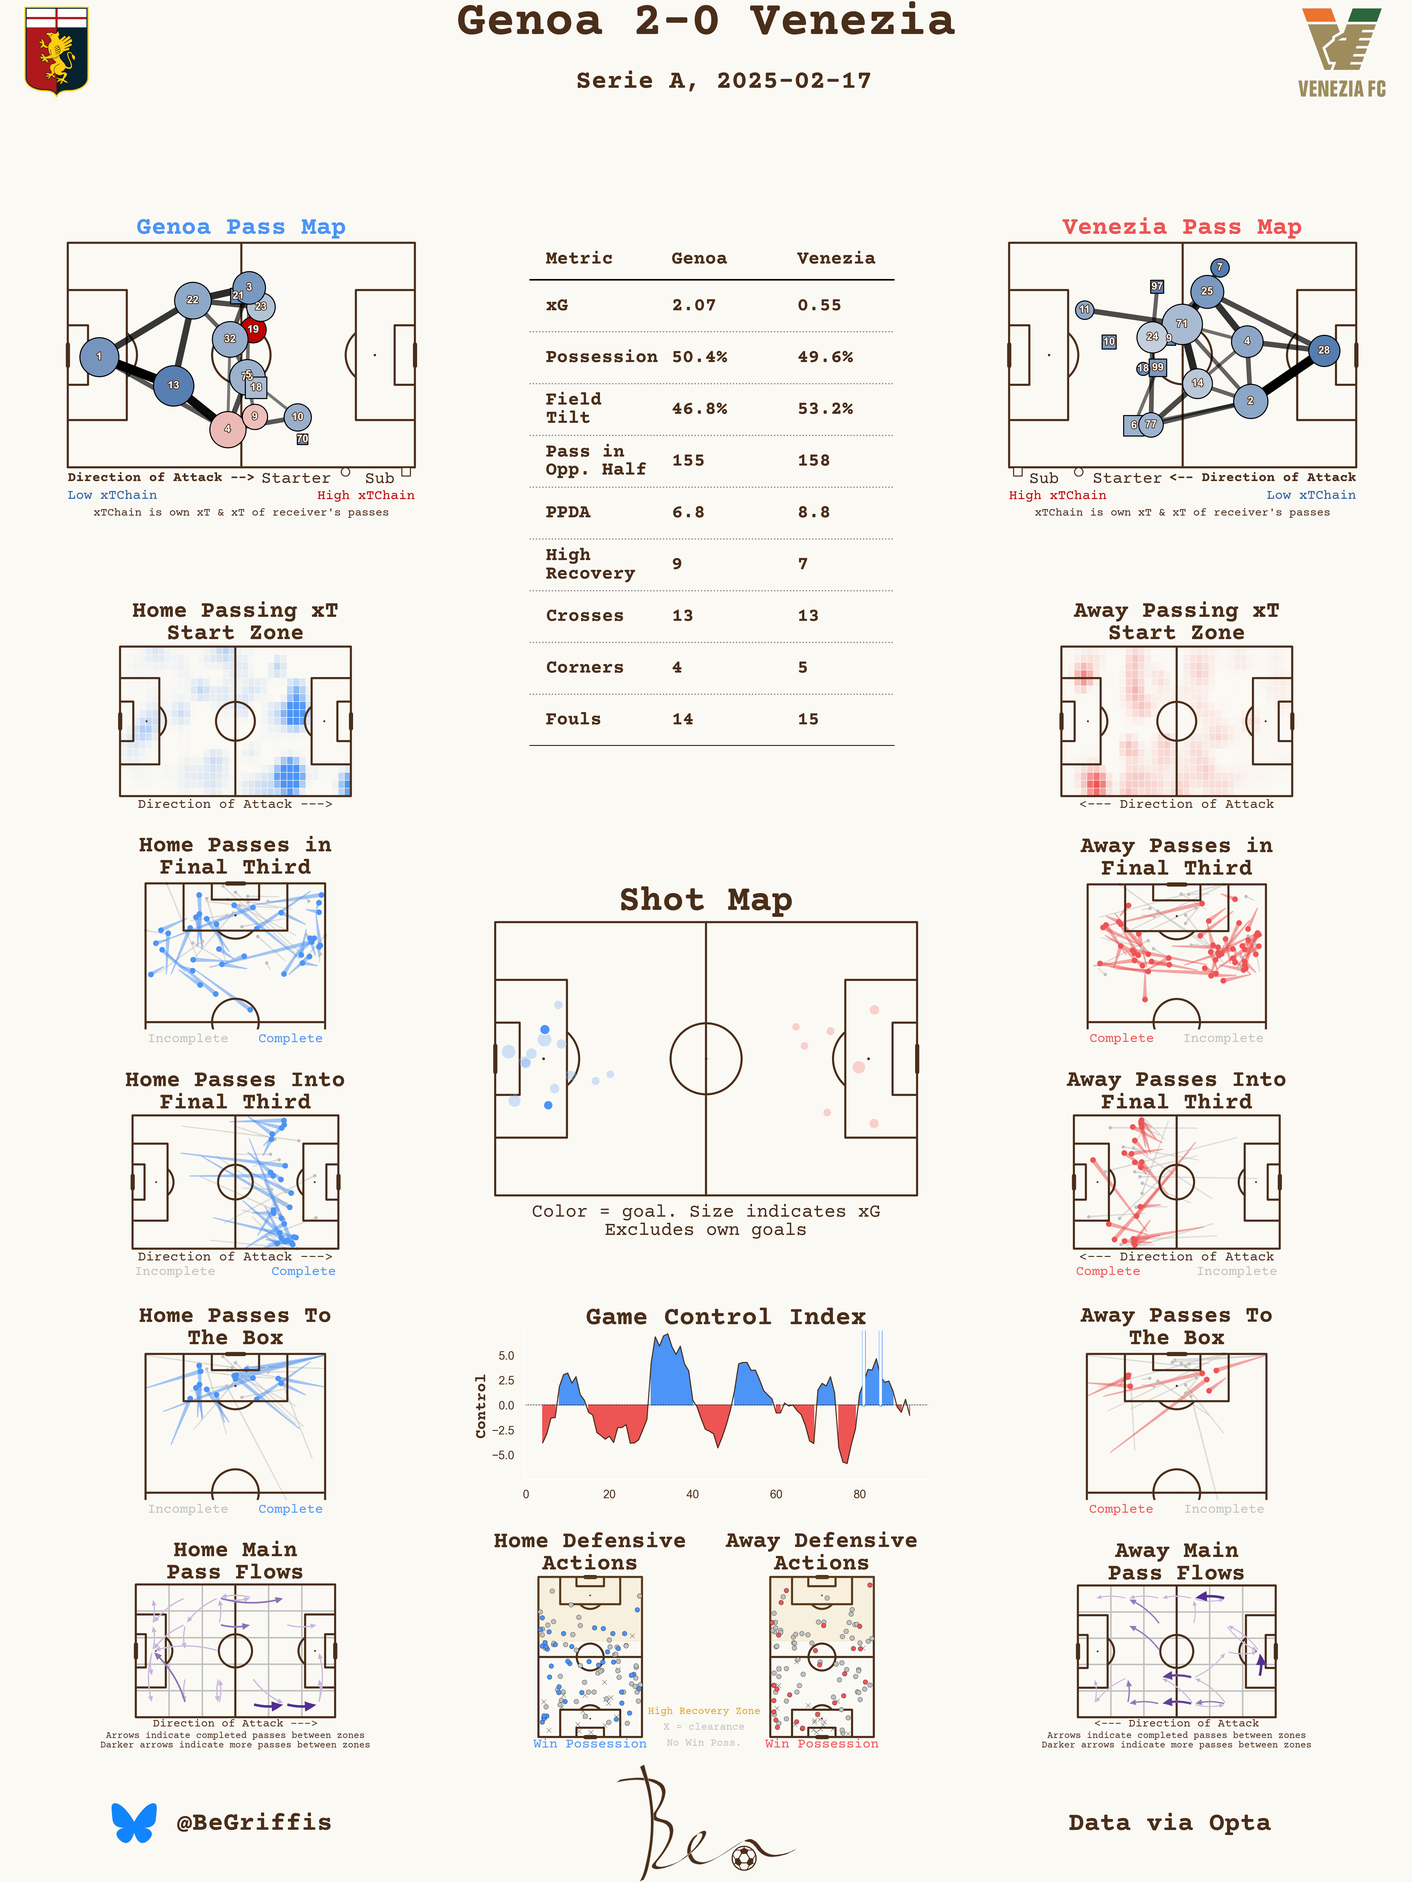 Genoa 2-0 Venezia
Serie A, 2025-02-17
VENEZIA FC
Genoa Pass Map
1
22
13
32
3
21
23
19
18
4
9
10
70
Direction of Attack --> Starter Sub
Low xTChain High xTChain
xTChain is own xT & xT of receiver's passes
Metric Genoa Venezia
xG 2.07 0.55
Possession 50.4% 49.6%
Field
Tilt 46.8% 53.2%
Pass in
Opp. Half 155 158
PPDA 6.8 8.8
High
Recovery 9 7
Crosses 13 13
Corners 4 5
Fouls 14 15
Venezia Pass Map
7
97
25
11
71
24
9
10
4
28
18
99
14
2
6
77
Sub Starter <-- Direction of Attack
High xTChain Low xTChain
xTChain is own xT & xT of receiver's passes
Home Passing xT
Start Zone
Direction of Attack --->
Away Passing xT
Start Zone
<--- Direction of Attack
Home Passes in
Final Third
Incomplete Complete
Away Passes in
Final Third
Complete Incomplete
Shot Map
Color = goal. Size indicates xG
Excludes own goals
Home Passes Into
Final Third
Direction of Attack --->
Incomplete Complete
Away Passes Into
Final Third
<--- Direction of Attack
Complete Incomplete
Game Control Index
Control
5.0
2.5
0.0
−2.5
−5.0
0 20 40 60 80
Home Passes To
The Box
Incomplete Complete
Away Passes To
The Box
Complete Incomplete
Home Main
Pass Flows
Direction of Attack --->
Arrows indicate completed passes between zones
Darker arrows indicate more passes between zones
Home Defensive
Actions
Win Possession
Away Defensive
Actions
Win Possession
High Recovery Zone
X = clearance
No Win Poss.
Away Main
Pass Flows
<--- Direction of Attack
Arrows indicate completed passes between zones
Darker arrows indicate more passes between zones
@BeGriffis
Ben
Data via Opta